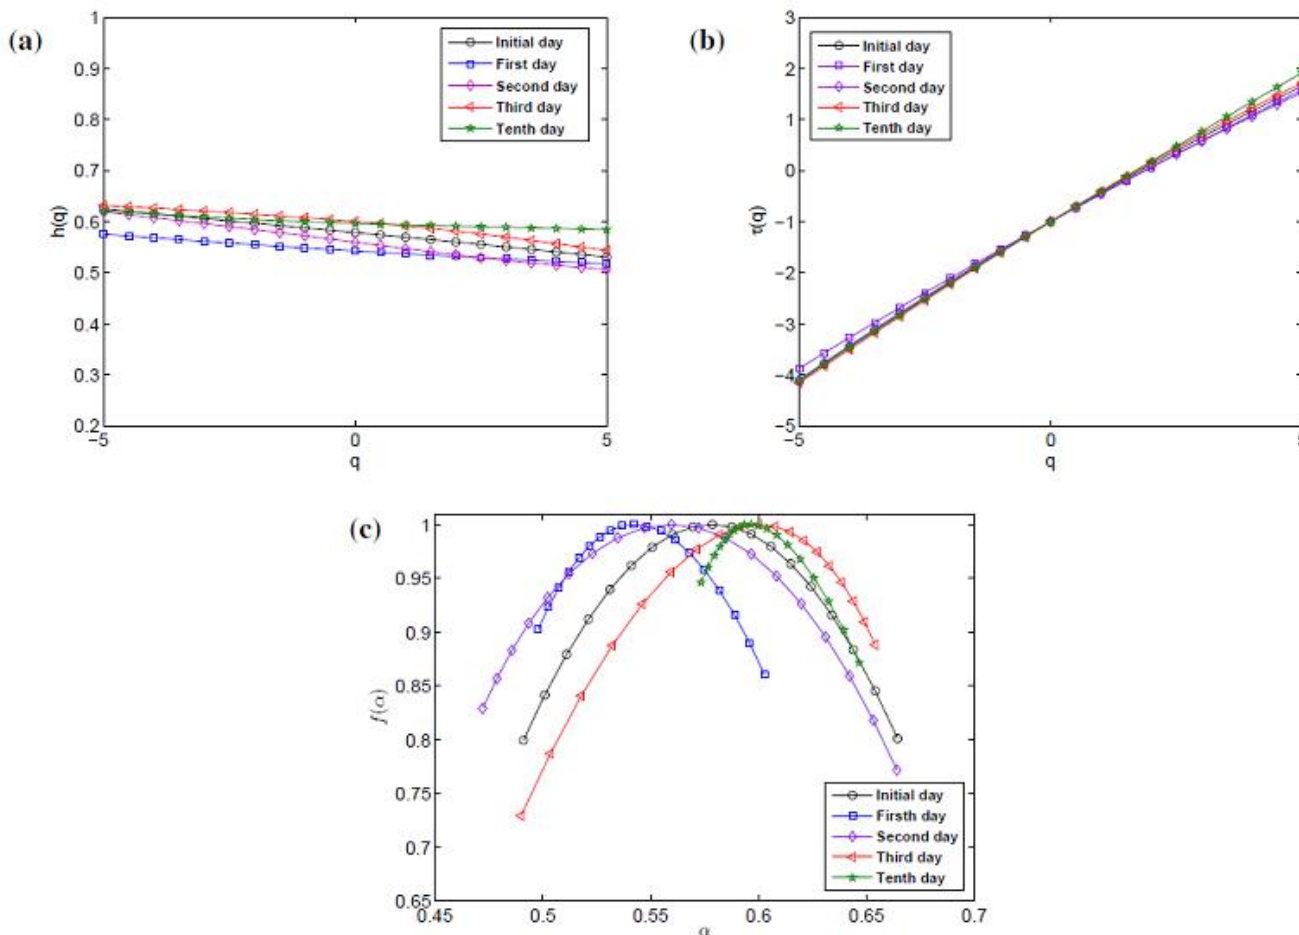 (a)
1
0.9
0.8
0.7
0.6
0.5
0.4
0.3
0.2
h(q)
−5
0
5
q
Initial day
First day
Second day
Third day
Tenth day
(b)
3
2
1
0
−1
−2
−3
−4
−5
τ(q)
−5
0
q
Initial day
First day
Second day
Third day
Tenth day
(c)
1
0.95
0.9
0.85
0.8
0.75
0.7
0.65
f(α)
0.45
0.5
0.55
0.6
0.65
0.7
α
Initial day
Firsth day
Second day
Third day
Tenth day